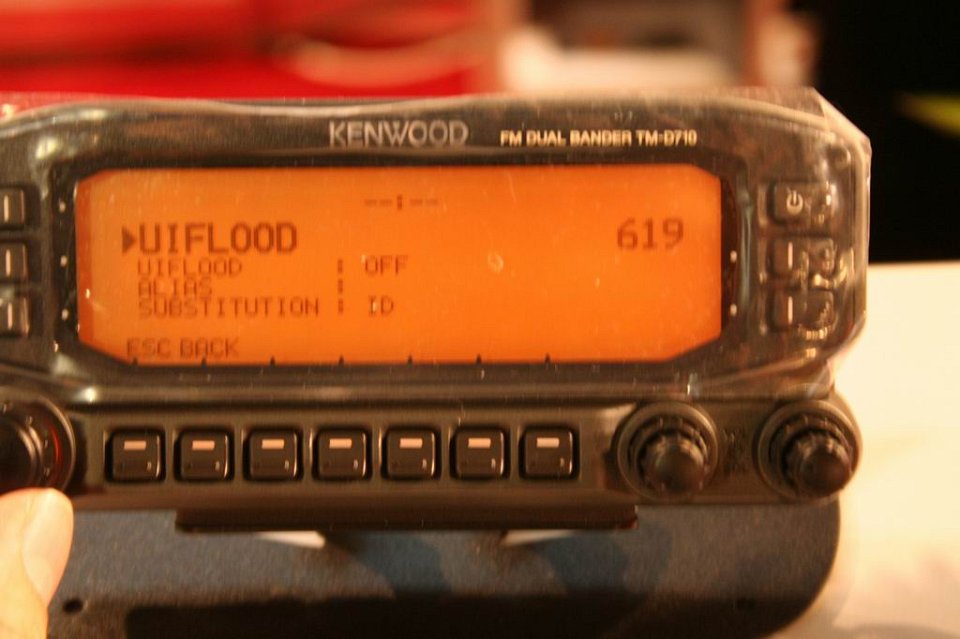 KENWOOD FM DUAL BANDER TM-D710
--:--
▶UIFLOOD 619
UIFLOOD : OFF
ALIAS :
SUBSTITUTION : ID
ESC BACK